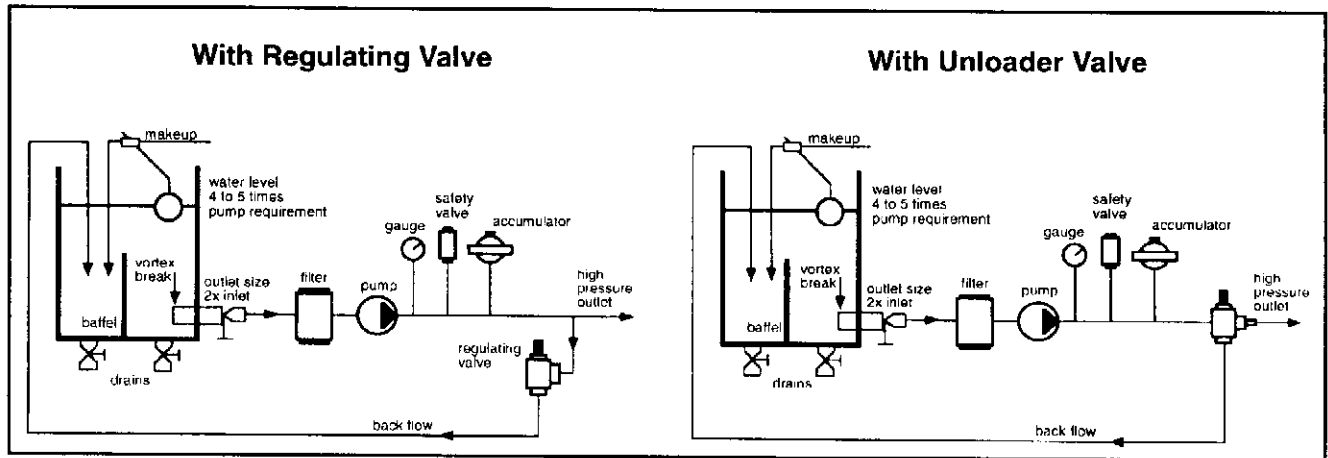 With Regulating Valve
makeup
water level
4 to 5 times
pump requirement
safety
valve
accumulator
gauge
vortex
break
outlet size
2x inlet
filter
pump
high
pressure
outlet
baffel
regulating
valve
drains
back flow
With Unloader Valve
makeup
water level
4 to 5 times
pump requirement
safety
valve
accumulator
gauge
vortex
break
outlet size
2x inlet
filter
pump
high
pressure
outlet
baffel
drains
back flow